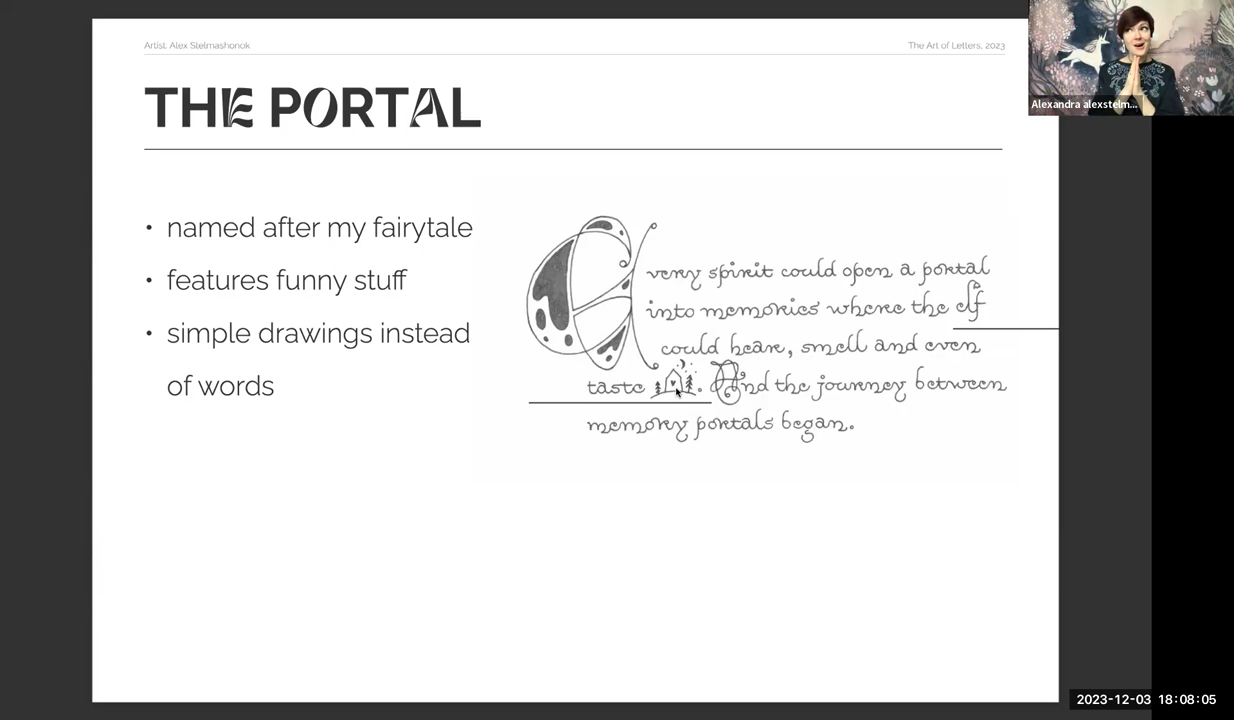 Artist: Alex Stelmashonok
The Art of Letters, 2023
THE PORTAL
• named after my fairytale
• features funny stuff
• simple drawings instead
of words
Every spirit could open a portal
into memories where the elf
could hear, smell and even
taste . And the journey between
memory portals began.
Alexandra alexstelm...
2023-12-03 18:08:05